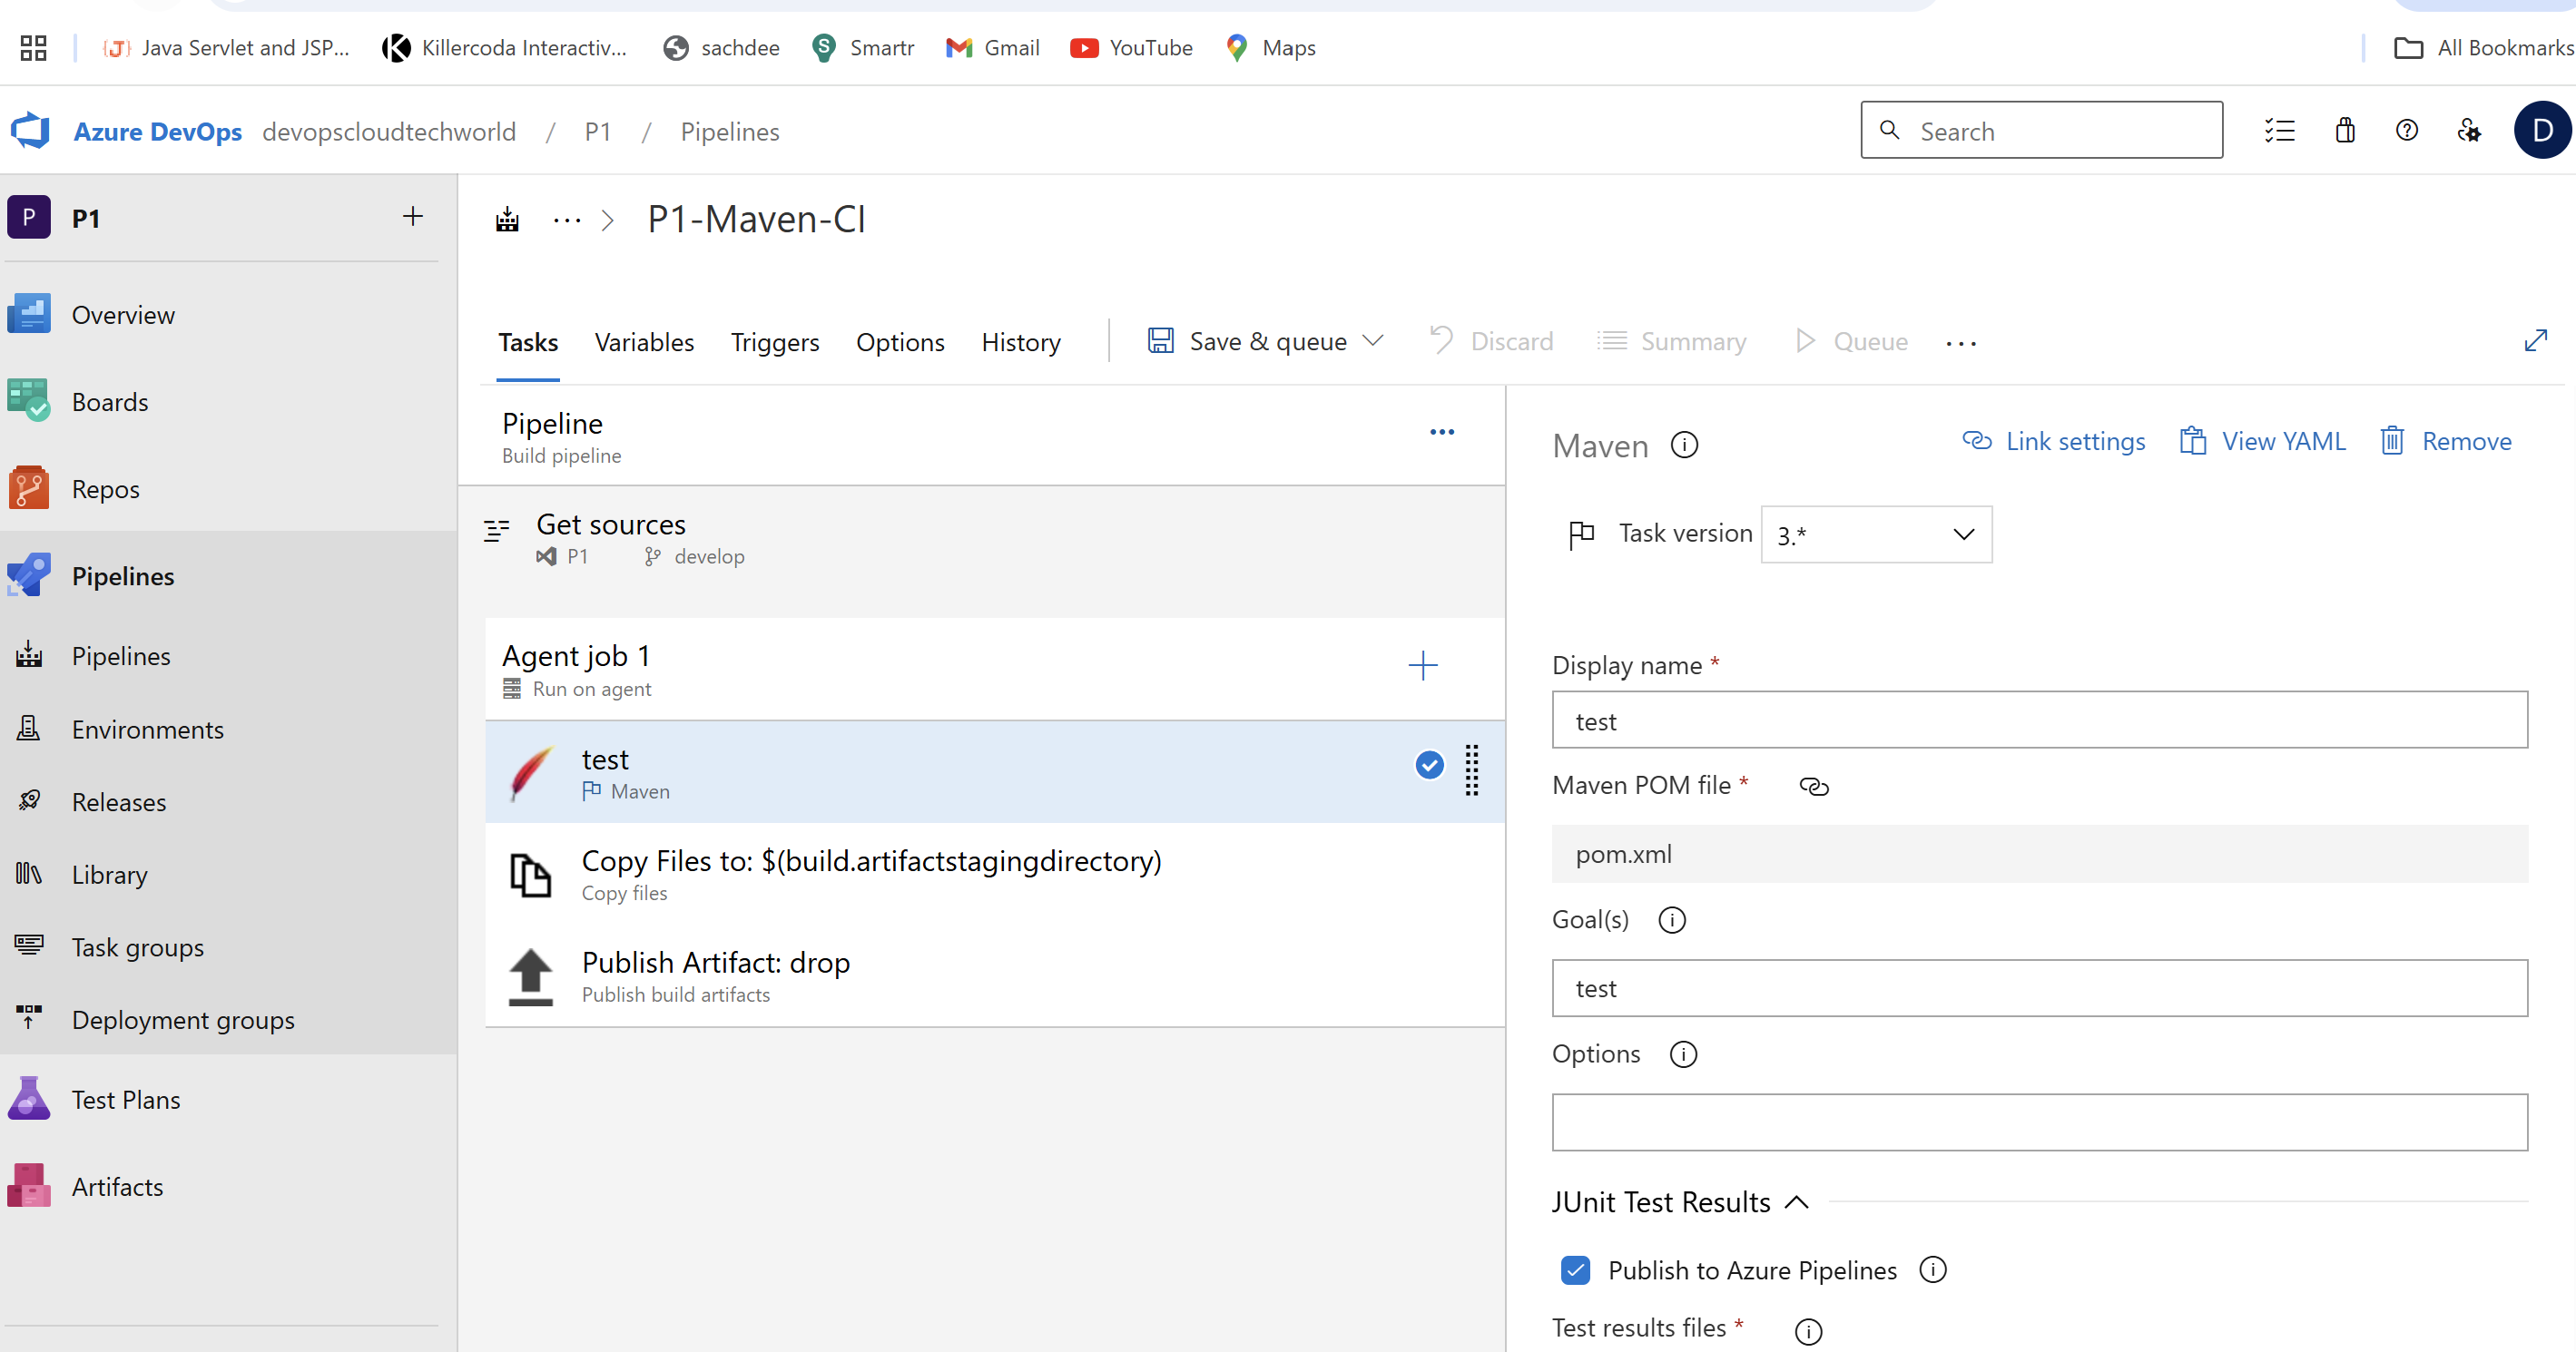 Java Servlet and JSP...
Killercoda Interactiv...
sachdee
Smartr
Gmail
YouTube
Maps
All Bookmarks
Azure DevOps devopscloudtechworld / P1 / Pipelines
Search
D
P P1
Overview
Boards
Repos
Pipelines
Pipelines
Environments
Releases
Library
Task groups
Deployment groups
Test Plans
Artifacts
... > P1-Maven-CI
Tasks Variables Triggers Options History
Save & queue Discard Summary Queue ...
Pipeline
Build pipeline
Get sources
P1 develop
Agent job 1
Run on agent
test
Maven
Copy Files to: $(build.artifactstagingdirectory)
Copy files
Publish Artifact: drop
Publish build artifacts
Maven
Link settings View YAML Remove
Task version 3.*
Display name *
test
Maven POM file *
pom.xml
Goal(s)
test
Options
JUnit Test Results
Publish to Azure Pipelines
Test results files *